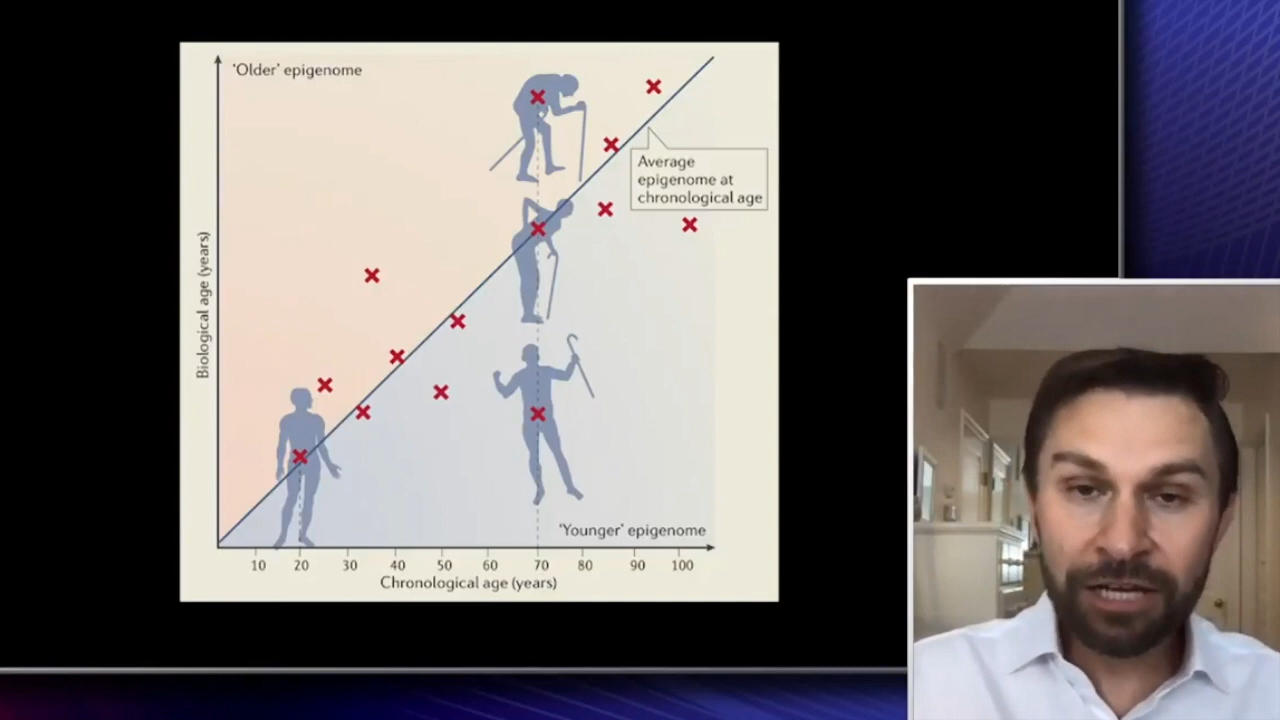 'Older' epigenome
Average
epigenome at
chronological age
Biological age (years)
'Younger' epigenome
10 20 30 40 50 60 70 80 90 100
Chronological age (years)